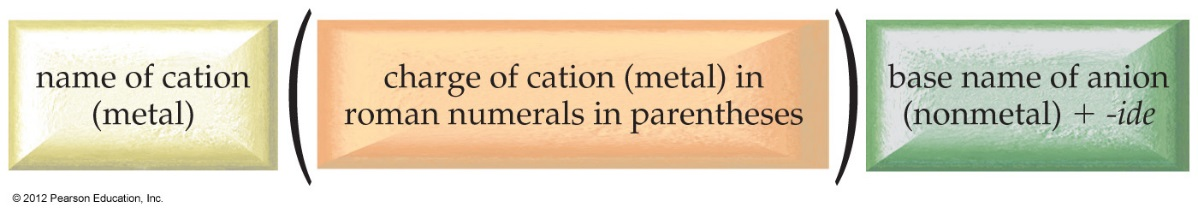 name of cation
(metal)
(
charge of cation (metal) in
roman numerals in parentheses
)
base name of anion
(nonmetal) + -ide
© 2012 Pearson Education, Inc.